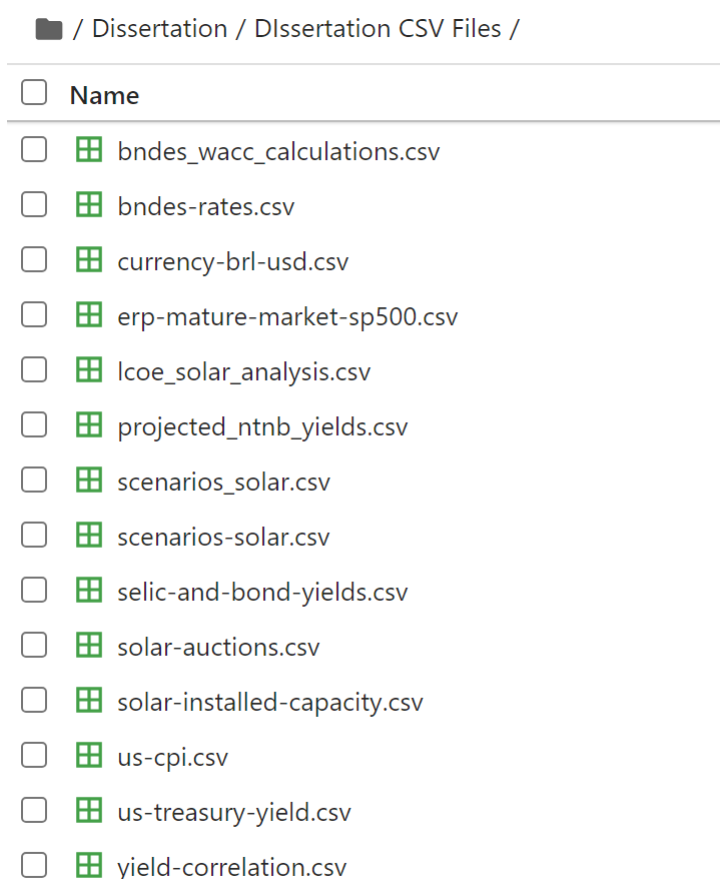 / Dissertation / DIssertation CSV Files /
Name
bndes_wacc_calculations.csv
bndes-rates.csv
currency-brl-usd.csv
erp-mature-market-sp500.csv
lcoe_solar_analysis.csv
projected_ntnb_yields.csv
scenarios_solar.csv
scenarios-solar.csv
selic-and-bond-yields.csv
solar-auctions.csv
solar-installed-capacity.csv
us-cpi.csv
us-treasury-yield.csv
yield-correlation.csv